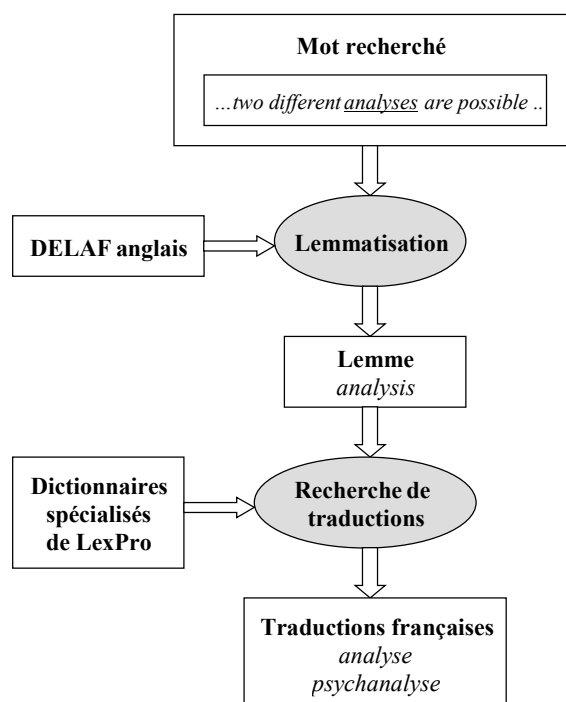 Mot recherché
...two different analyses are possible ..
DELAF anglais
Lemmatisation
Lemme
analysis
Dictionnaires
spécialisés
de LexPro
Recherche de
traductions
Traductions françaises
analyse
psychanalyse